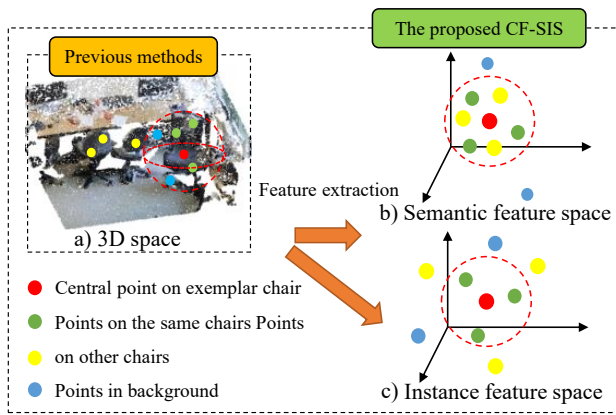 Previous methods
The proposed CF-SIS
a) 3D space
Feature extraction
b) Semantic feature space
Central point on exemplar chair
Points on the same chairs Points
on other chairs
Points in background
c) Instance feature space